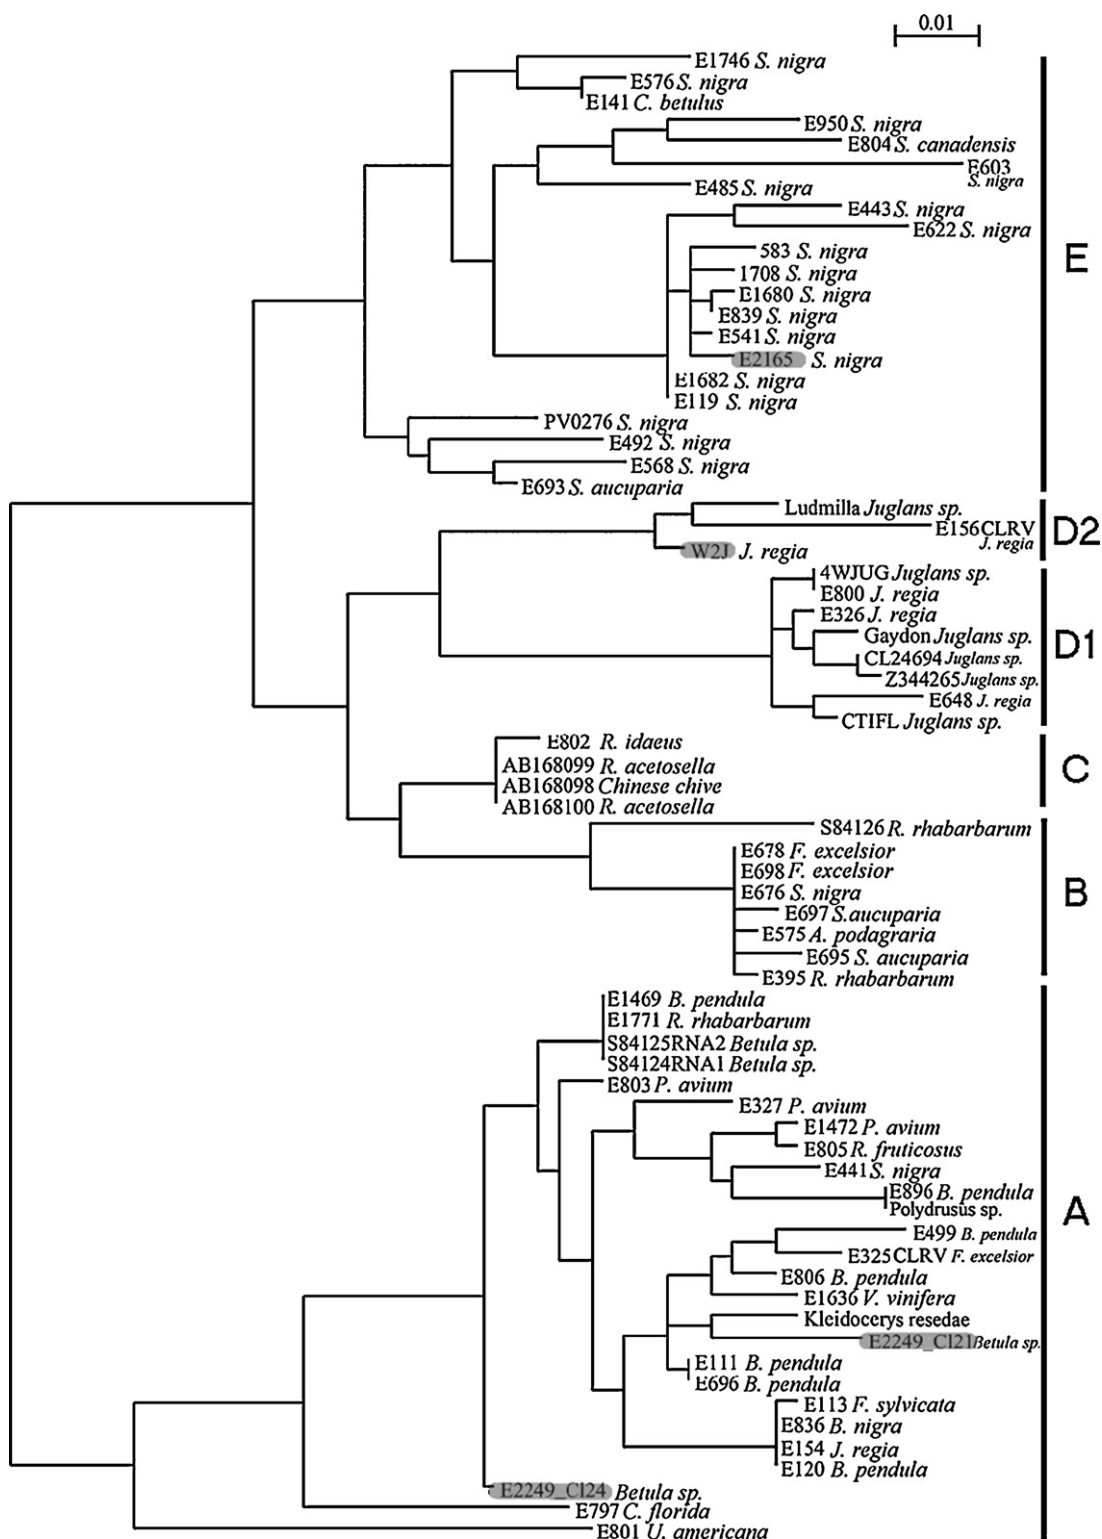 0.01
E1746 S. nigra
E576 S. nigra
E141 C. betulus
E950 S. nigra
E804 S. canadensis
E603
S. nigra
E485 S. nigra
E443 S. nigra
E622 S. nigra
583 S. nigra
E
1708 S. nigra
E1680 S. nigra
E839 S. nigra
E541 S. nigra
E2165 S. nigra
E1682 S. nigra
E119 S. nigra
PV0276 S. nigra
E492 S. nigra
E568 S. nigra
E693 S. aucuparia
Ludmilla Juglans sp.
E156CLRV
J. regia
D2
W2J J. regia
4WJUG Juglans sp.
E800 J. regia
E326 J. regia
Gaydon Juglans sp.
D1
CL24694 Juglans sp.
Z344265 Juglans sp.
E648 J. regia
CTIFL Juglans sp.
E802 R. idaeus
AB168099 R. acetosella
C
AB168098 Chinese chive
AB168100 R. acetosella
S84126 R. rhabarbarum
E678 F. excelsior
E698 F. excelsior
E676 S. nigra
B
E697 S.aucuparia
E575 A. podagraria
E695 S. aucuparia
E395 R. rhabarbarum
E1469 B. pendula
E1771 R. rhabarbarum
S84125RNA2 Betula sp.
S84124RNA1 Betula sp.
E803 P. avium
E327 P. avium
E1472 P. avium
E805 R. fruticosus
E441 S. nigra
E896 B. pendula
Polydrusus sp.
A
E499 B. pendula
E325CLRV F. excelsior
E806 B. pendula
E1636 V. vinifera
Kleidocerys resedae
E2249_Cl21 Betula sp.
E111 B. pendula
E696 B. pendula
E113 F. sylvicata
E836 B. nigra
E154 J. regia
E120 B. pendula
E2249_Cl24 Betula sp.
E797 C. florida
E801 U. americana